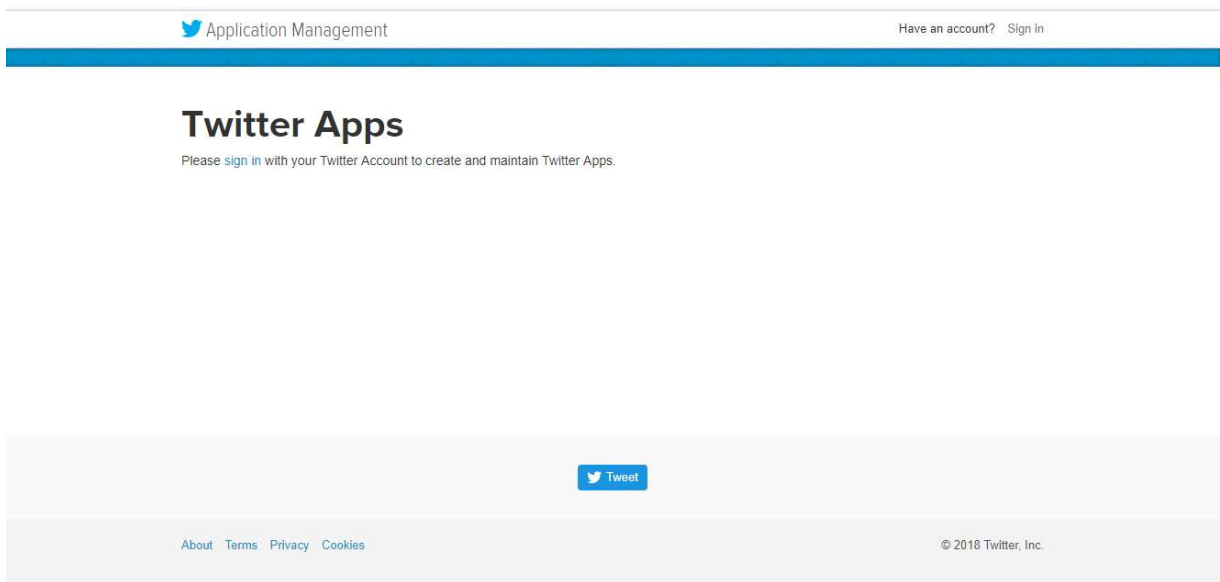 Application Management
Have an account? Sign in
Twitter Apps
Please sign in with your Twitter Account to create and maintain Twitter Apps.
Tweet
About Terms Privacy Cookies
© 2018 Twitter, Inc.